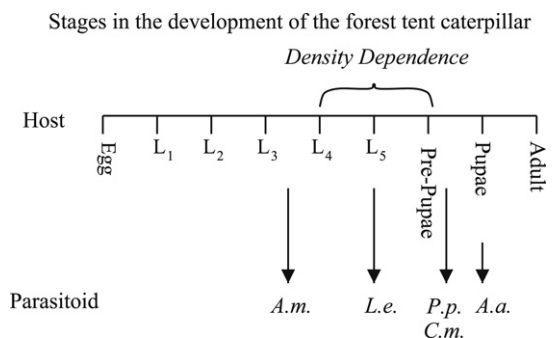 Stages in the development of the forest tent caterpillar
Density Dependence
Host
Egg
L1
L2
L3
L4
L5
Pre-Pupae
Pupae
Adult
Parasitoid
A.m.
L.e.
P.p.
C.m.
A.a.